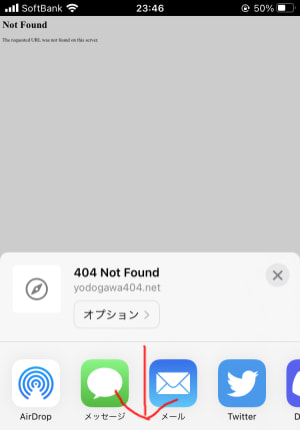 SoftBank 23:46 50%
Not Found
The requested URL was not found on this server.
404 Not Found
yodogawa404.net
オプション
AirDrop メッセージ メール Twitter D